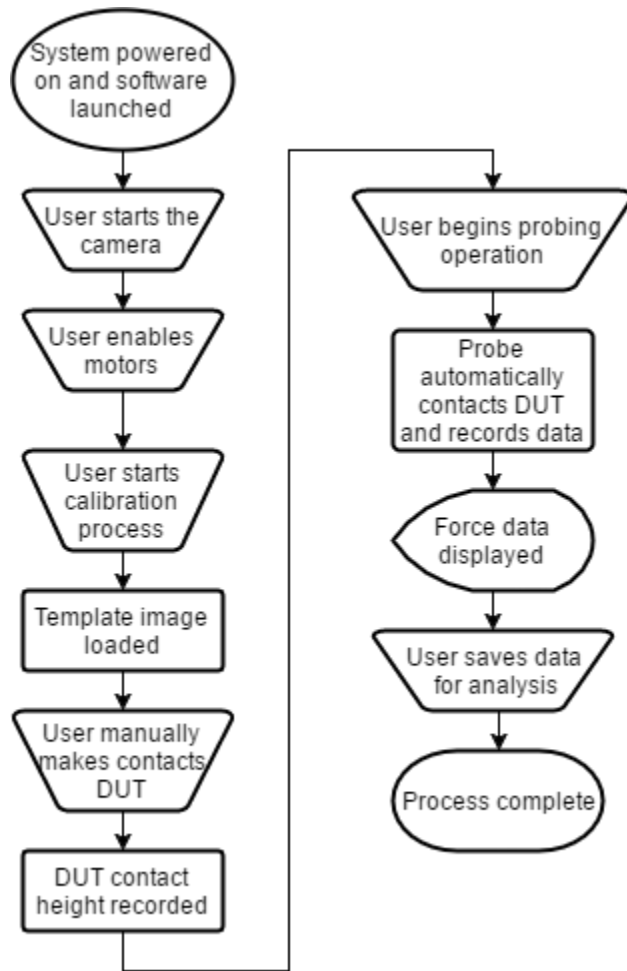 System powered
on and software
launched
User starts the
camera
User enables
motors
User starts
calibration
process
Template image
loaded
User manually
makes contacts
DUT
DUT contact
height recorded
User begins probing
operation
Probe
automatically
contacts DUT
and records data
Force data
displayed
User saves data
for analysis
Process complete